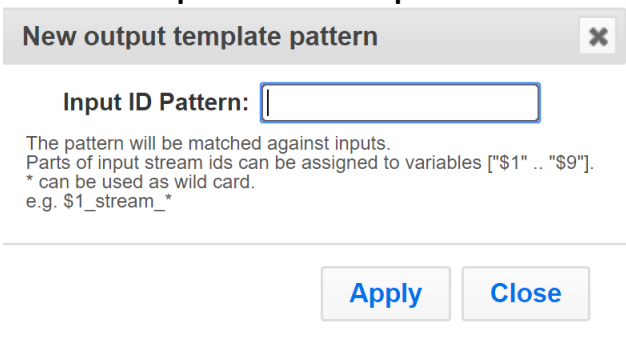 New output template pattern
Input ID Pattern:
The pattern will be matched against inputs.
Parts of input stream ids can be assigned to variables ["$1" .. "$9"].
* can be used as wild card.
e.g. $1_stream_*
Apply Close